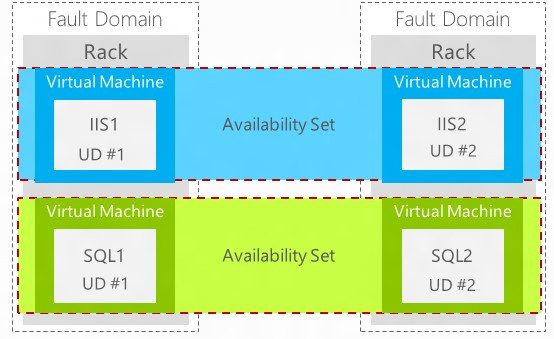 Fault Domain
Rack
Virtual Machine
IIS1
UD #1
Availability Set
Fault Domain
Rack
Virtual Machine
IIS2
UD #2
Virtual Machine
SQL1
UD #1
Availability Set
Virtual Machine
SQL2
UD #2